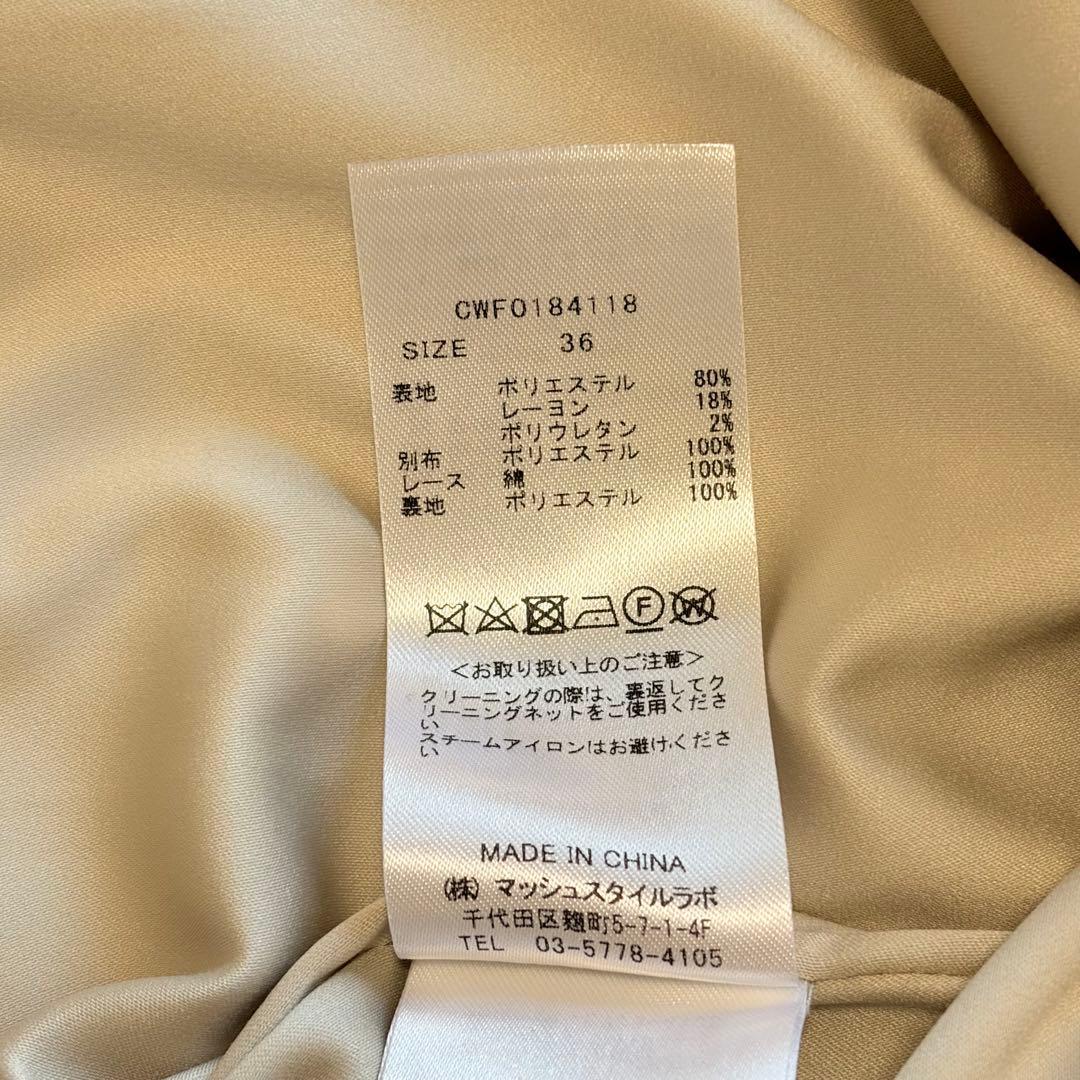 CWF0184118
SIZE 36
表地 ポリエステル 80%
レーヨン 18%
ポリウレタン 2%
別布 ポリエステル 100%
レース 綿 100%
裏地 ポリエステル 100%
F W
<お取り扱い上のご注意>
クリーニングの際は、裏返してク
リーニングネットをご使用くださ
い
スチームアイロンはお避けくださ
い
MADE IN CHINA
(株) マッシュスタイルラボ
千代田区麹町5-7-1-4F
TEL 03-5778-4105